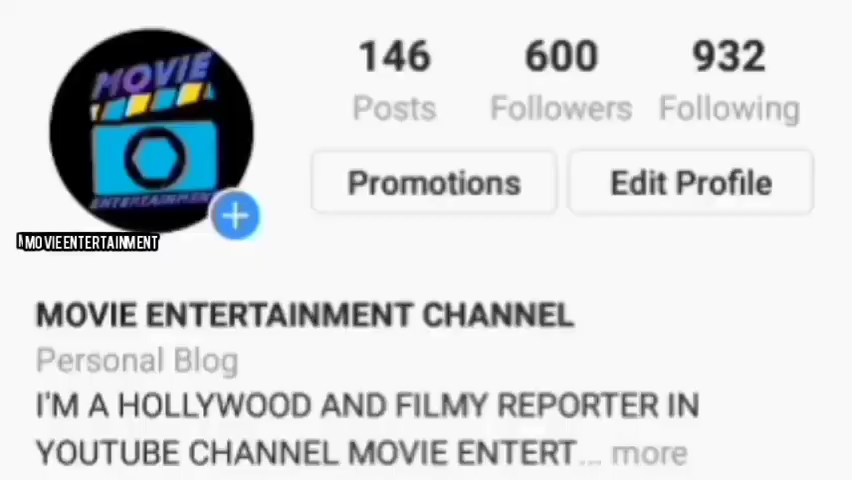 146 600 932
Posts Followers Following
MOVIE
ENTERTAINMENT
Promotions Edit Profile
MOVIEENTERTAINMENT
MOVIE ENTERTAINMENT CHANNEL
Personal Blog
I'M A HOLLYWOOD AND FILMY REPORTER IN
YOUTUBE CHANNEL MOVIE ENTERT... more